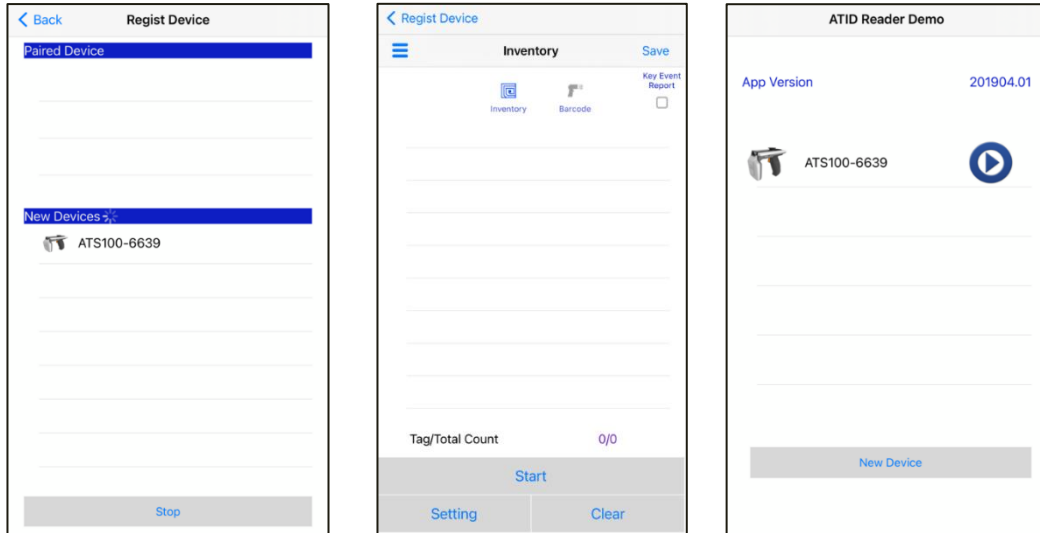 Back
Regist Device
Paired Device
New Devices
ATS100-6639
Stop
Regist Device
Inventory
Save
Key Event
Report
Inventory
Barcode
Tag/Total Count
0/0
Start
Setting
Clear
ATID Reader Demo
App Version
201904.01
ATS100-6639
New Device